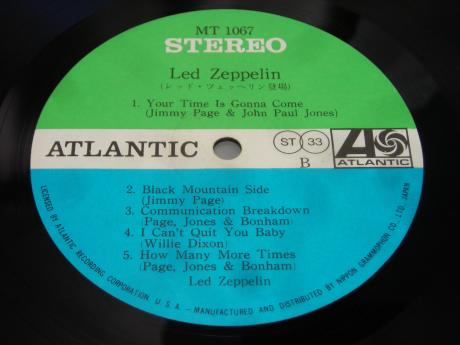 MT 1067
STEREO
Led Zeppelin
(レッド・ツェッペリン登場)
1. Your Time Is Gonna Come
(Jimmy Page & John Paul Jones)
ATLANTIC
ST 33
B
ATLANTIC
2. Black Mountain Side
(Jimmy Page)
3. Communication Breakdown
(Page, Jones & Bonham)
4. I Can't Quit You Baby
(Willie Dixon)
5. How Many More Times
(Page, Jones & Bonham)
Led Zeppelin
LICENSED BY ATLANTIC RECORDING CORPORATION, U.S.A. - MANUFACTURED AND DISTRIBUTED BY NIPPON GRAMMOPHON CO., LTD. JAPAN